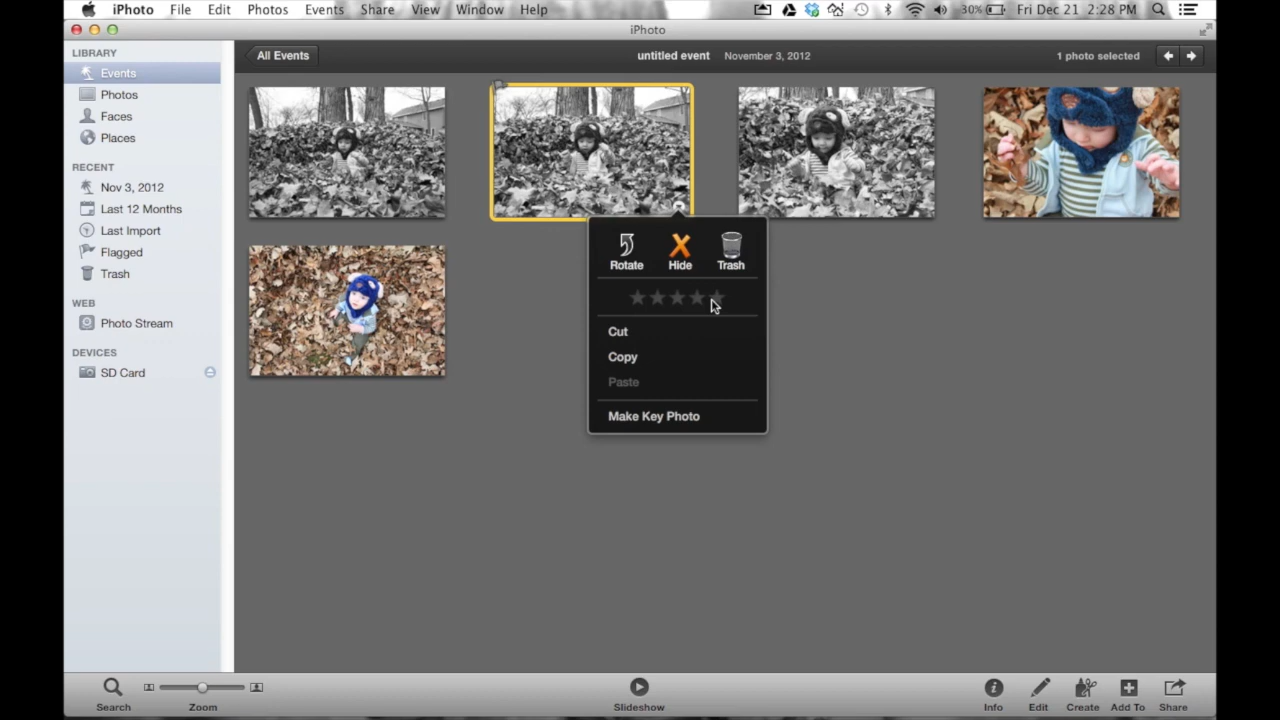 iPhoto File Edit Photos Events Share View Window Help 30% Fri Dec 21 2:28 PM
iPhoto
LIBRARY
Events
Photos
Faces
Places
RECENT
Nov 3, 2012
Last 12 Months
Last Import
Flagged
Trash
WEB
Photo Stream
DEVICES
SD Card
All Events untitled event November 3, 2012 1 photo selected
Rotate Hide Trash
Cut
Copy
Paste
Make Key Photo
Search Zoom Slideshow Info Edit Create Add To Share